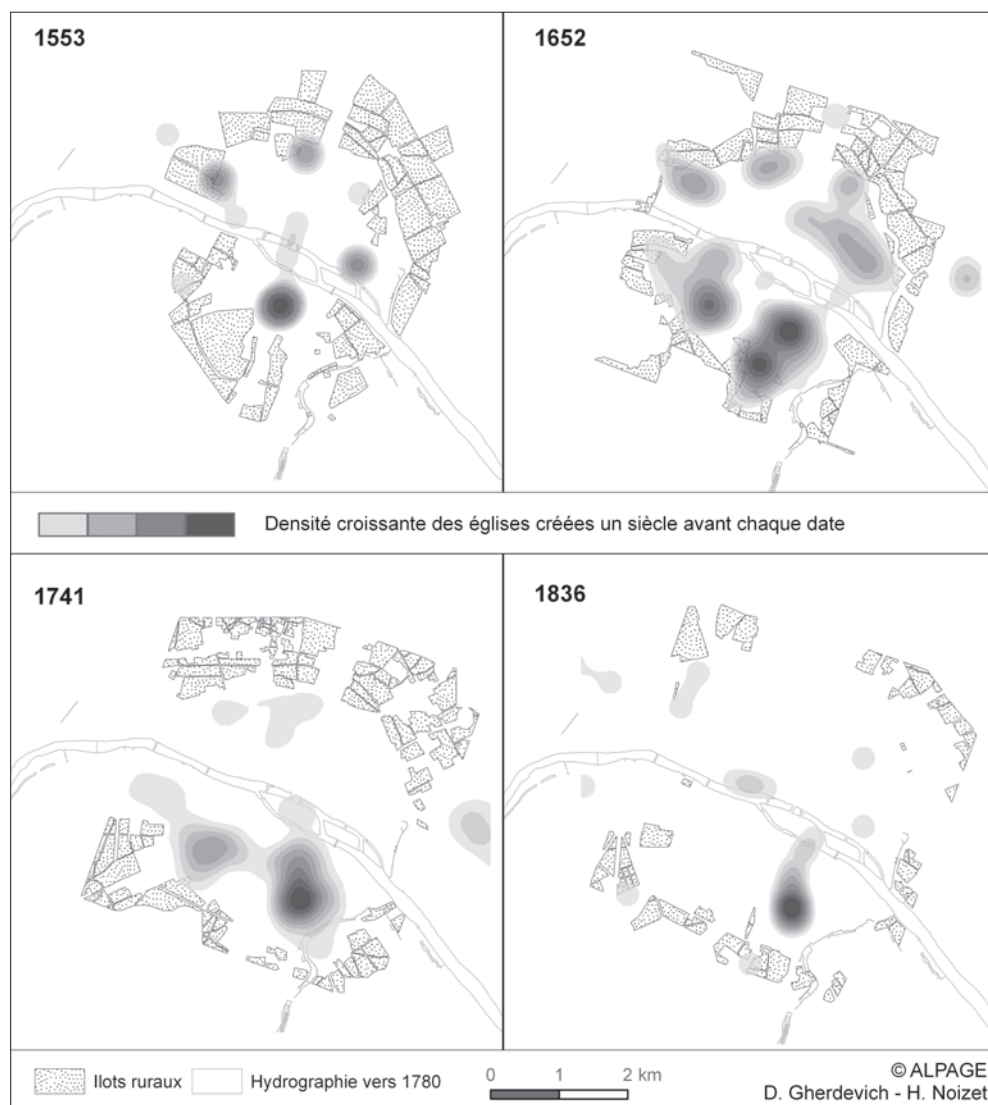 1553
1652
Densité croissante des églises créées un siècle avant chaque date
1741
1836
Ilots ruraux
Hydrographie vers 1780
0 1 2 km
© ALPAGE
D. Gherdevich - H. Noizet